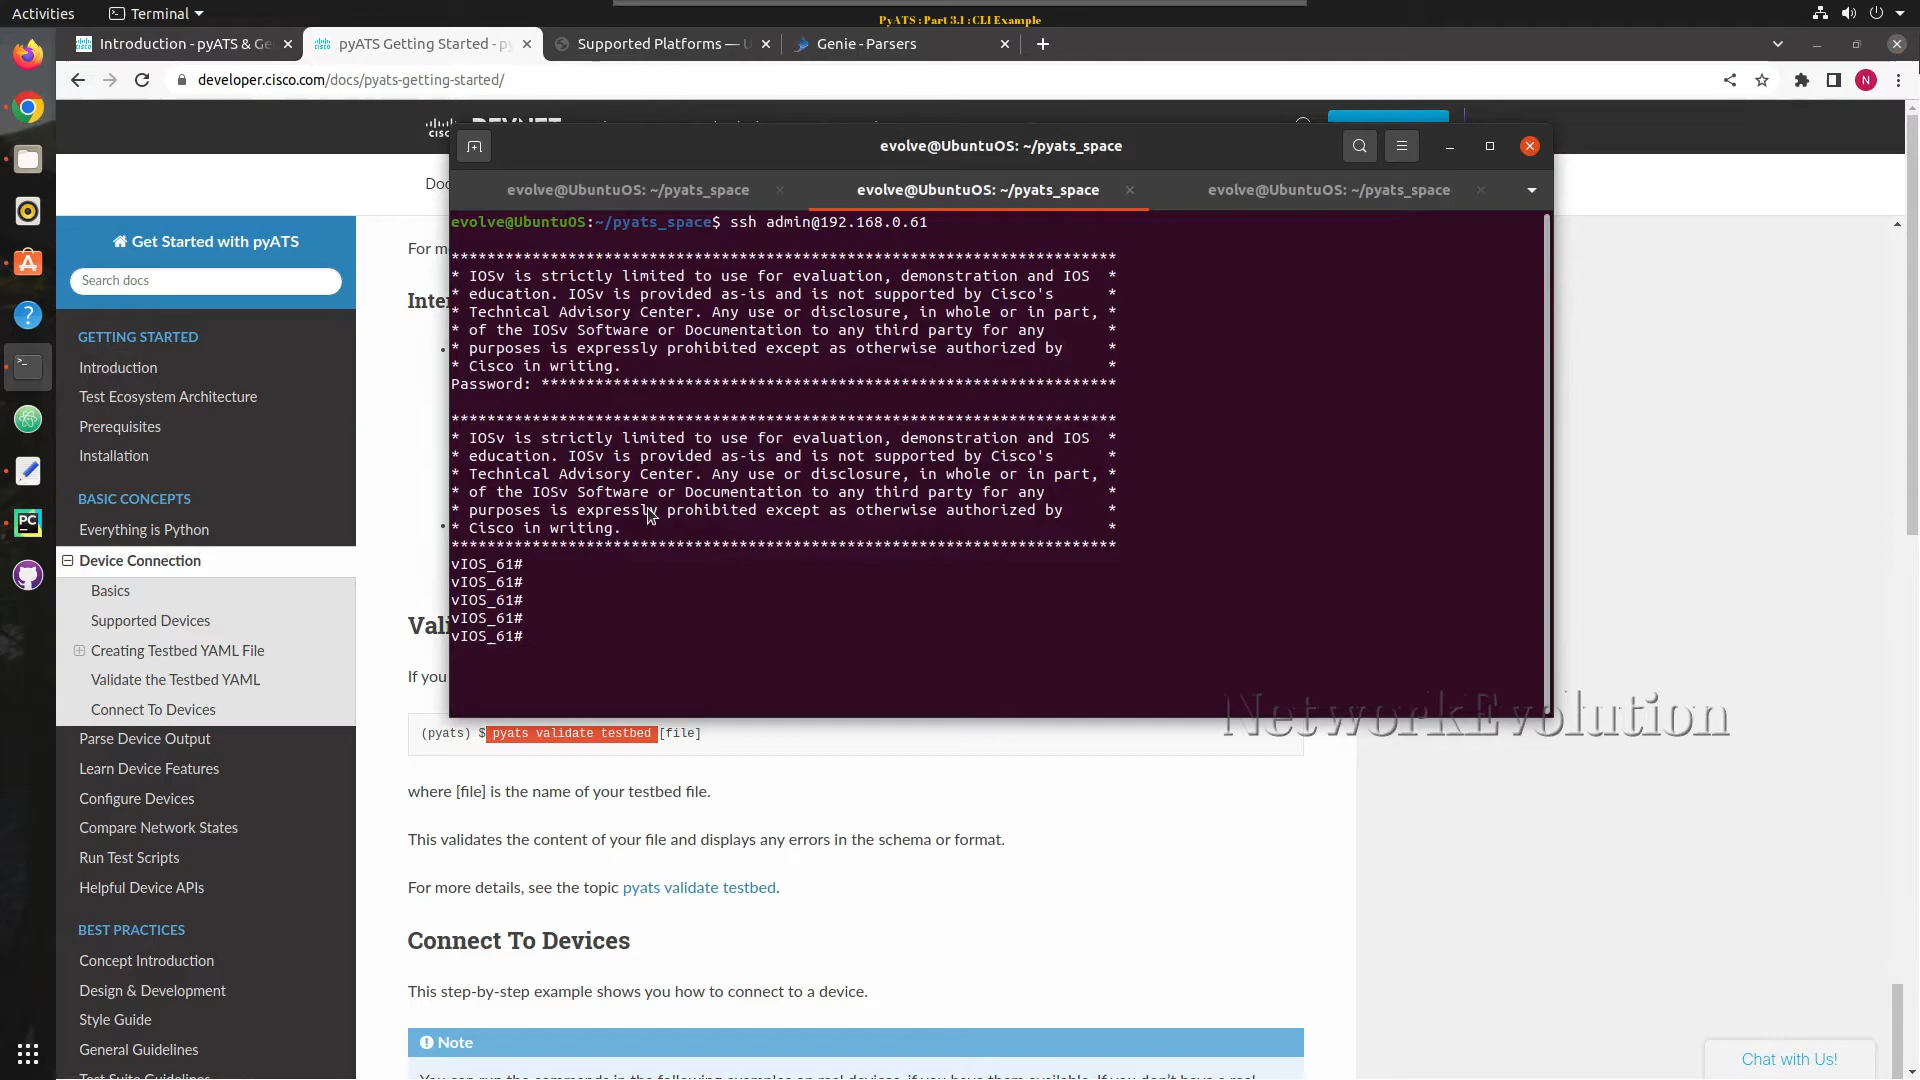 Activities
Terminal
PyATS : Part 3.1 : CLI Example
Introduction - pyATS & Ge
pyATS Getting Started - py
Supported Platforms —
Genie - Parsers
N
developer.cisco.com/docs/pyats-getting-started/
Get Started with pyATS
Search docs
GETTING STARTED
Introduction
Test Ecosystem Architecture
Prerequisites
Installation
BASIC CONCEPTS
Everything is Python
Device Connection
Basics
Supported Devices
Creating Testbed YAML File
Validate the Testbed YAML
Connect To Devices
Parse Device Output
Learn Device Features
Configure Devices
Compare Network States
Run Test Scripts
Helpful Device APIs
BEST PRACTICES
Concept Introduction
Design & Development
Style Guide
General Guidelines
evolve@UbuntuOS: ~/pyats_space
evolve@UbuntuOS: ~/pyats_space
evolve@UbuntuOS: ~/pyats_space
evolve@UbuntuOS: ~/pyats_space
evolve@UbuntuOS:~/pyats_space$ ssh admin@192.168.0.61
**************************************************************************
* IOSv is strictly limited to use for evaluation, demonstration and IOS  *
* education. IOSv is provided as-is and is not supported by Cisco's      *
* Technical Advisory Center. Any use or disclosure, in whole or in part, *
* of the IOSv Software or Documentation to any third party for any       *
* purposes is expressly prohibited except as otherwise authorized by     *
* Cisco in writing.                                                      *
Password: ****************************************************************
**************************************************************************
* IOSv is strictly limited to use for evaluation, demonstration and IOS  *
* education. IOSv is provided as-is and is not supported by Cisco's      *
* Technical Advisory Center. Any use or disclosure, in whole or in part, *
* of the IOSv Software or Documentation to any third party for any       *
* purposes is expressly prohibited except as otherwise authorized by     *
* Cisco in writing.                                                      *
**************************************************************************
vIOS_61#
vIOS_61#
vIOS_61#
vIOS_61#
vIOS_61#
NetworkEvolution
If you
(pyats) $ pyats validate testbed [file]
where [file] is the name of your testbed file.
This validates the content of your file and displays any errors in the schema or format.
For more details, see the topic pyats validate testbed.
Connect To Devices
This step-by-step example shows you how to connect to a device.
Note
Chat with Us!